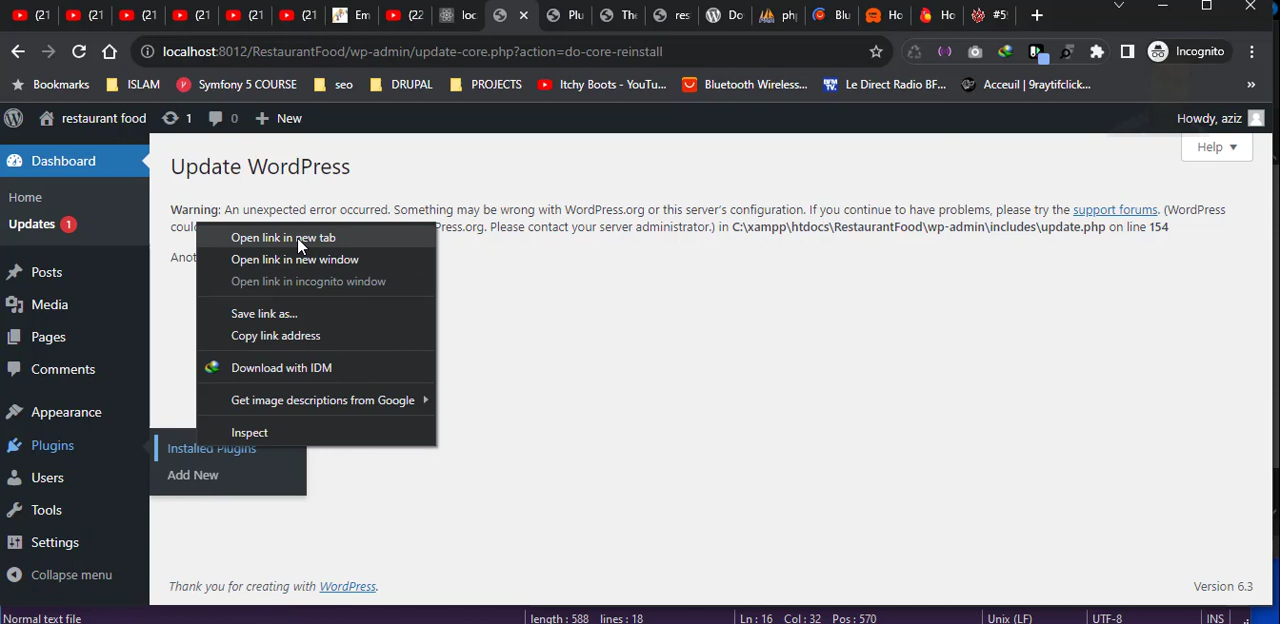 (21
(21
(21
(21
(21
(21
Em
(22
loc
Plu
The
res
Do
php
Blu
Ho
Ho
#5
localhost:8012/RestaurantFood/wp-admin/update-core.php?action=do-core-reinstall
Incognito
Bookmarks
ISLAM
Symfony 5 COURSE
seo
DRUPAL
PROJECTS
Itchy Boots - YouTu...
Bluetooth Wireless...
Le Direct Radio BF...
Acceuil | 9raytifclick...
»
restaurant food
1
0
New
Howdy, aziz
Dashboard
Update WordPress
Help
Home
Updates 1
Warning: An unexpected error occurred. Something may be wrong with WordPress.org or this server's configuration. If you continue to have problems, please try the support forums. (WordPress
could
Press.org. Please contact your server administrator.) in C:\xampp\htdocs\RestaurantFood\wp-admin\includes\update.php on line 154
Anot
Open link in new tab
Open link in new window
Open link in incognito window
Save link as...
Copy link address
Download with IDM
Get image descriptions from Google
Inspect
Posts
Media
Pages
Comments
Appearance
Plugins
Installed Plugins
Add New
Users
Tools
Settings
Collapse menu
Thank you for creating with WordPress.
Version 6.3
Normal text file
length : 588 lines : 18
Ln : 16 Col : 32 Pos : 570
Unix (LF)
UTF-8
INS